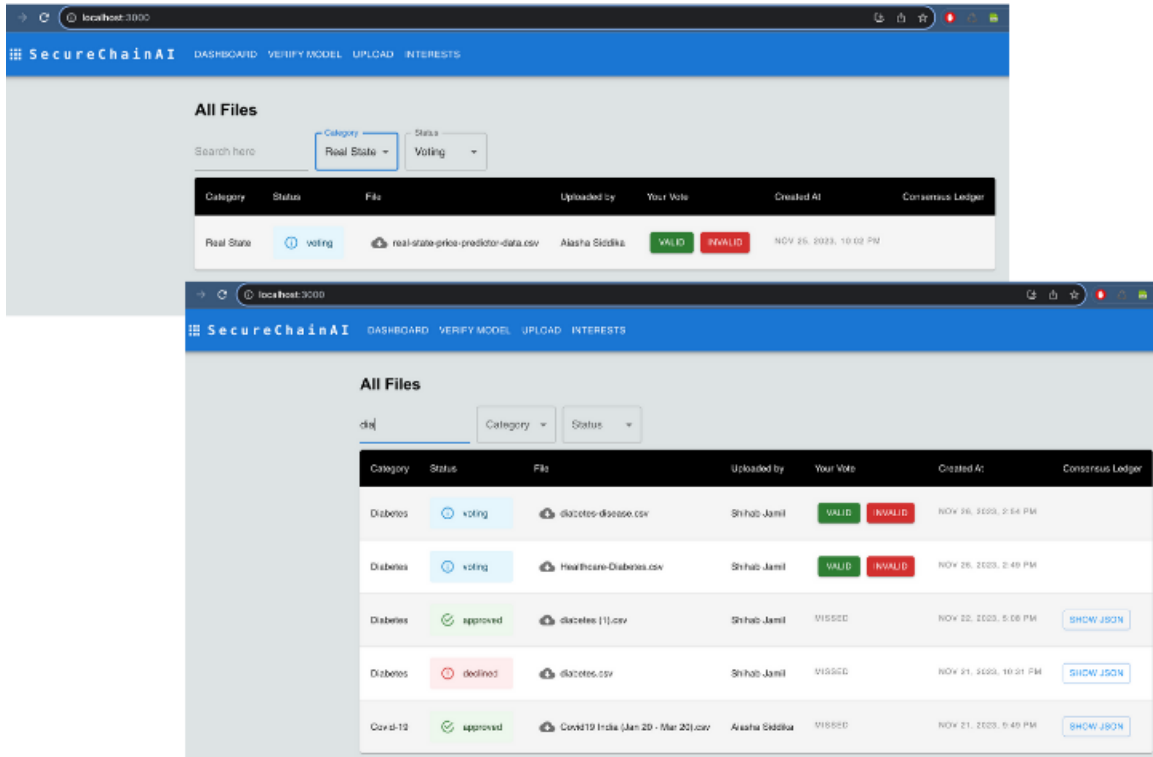 localhost:3000
SecureChainAI DASHBOARD VERIFY MODEL UPLOAD INTERESTS
All Files
Category Status
Search here Real State Voting
Category Status File Uploaded by Your Vote Created At Consensus Ledger
Real State voting real-state-price-predictor-data.csv Aiasha Siddika VALID INVALID NOV 26, 2023, 10:02 PM
localhost:3000
SecureChainAI DASHBOARD VERIFY MODEL UPLOAD INTERESTS
All Files
dia Category Status
Category Status File Uploaded by Your Vote Created At Consensus Ledger
Diabetes voting diabetes-disease.csv Shihab Jamil VALID INVALID NOV 26, 2023, 2:54 PM
Diabetes voting Healthcare-Diabetes.csv Shihab Jamil VALID INVALID NOV 26, 2023, 2:49 PM
Diabetes approved diabetes (1).csv Shihab Jamil MISSED NOV 22, 2023, 5:08 PM SHOW JSON
Diabetes declined diabetes.csv Shihab Jamil MISSED NOV 21, 2023, 10:31 PM SHOW JSON
Covid-19 approved Covid19 India (Jan 20 - Mar 20).csv Aiasha Siddika MISSED NOV 21, 2023, 9:49 PM SHOW JSON